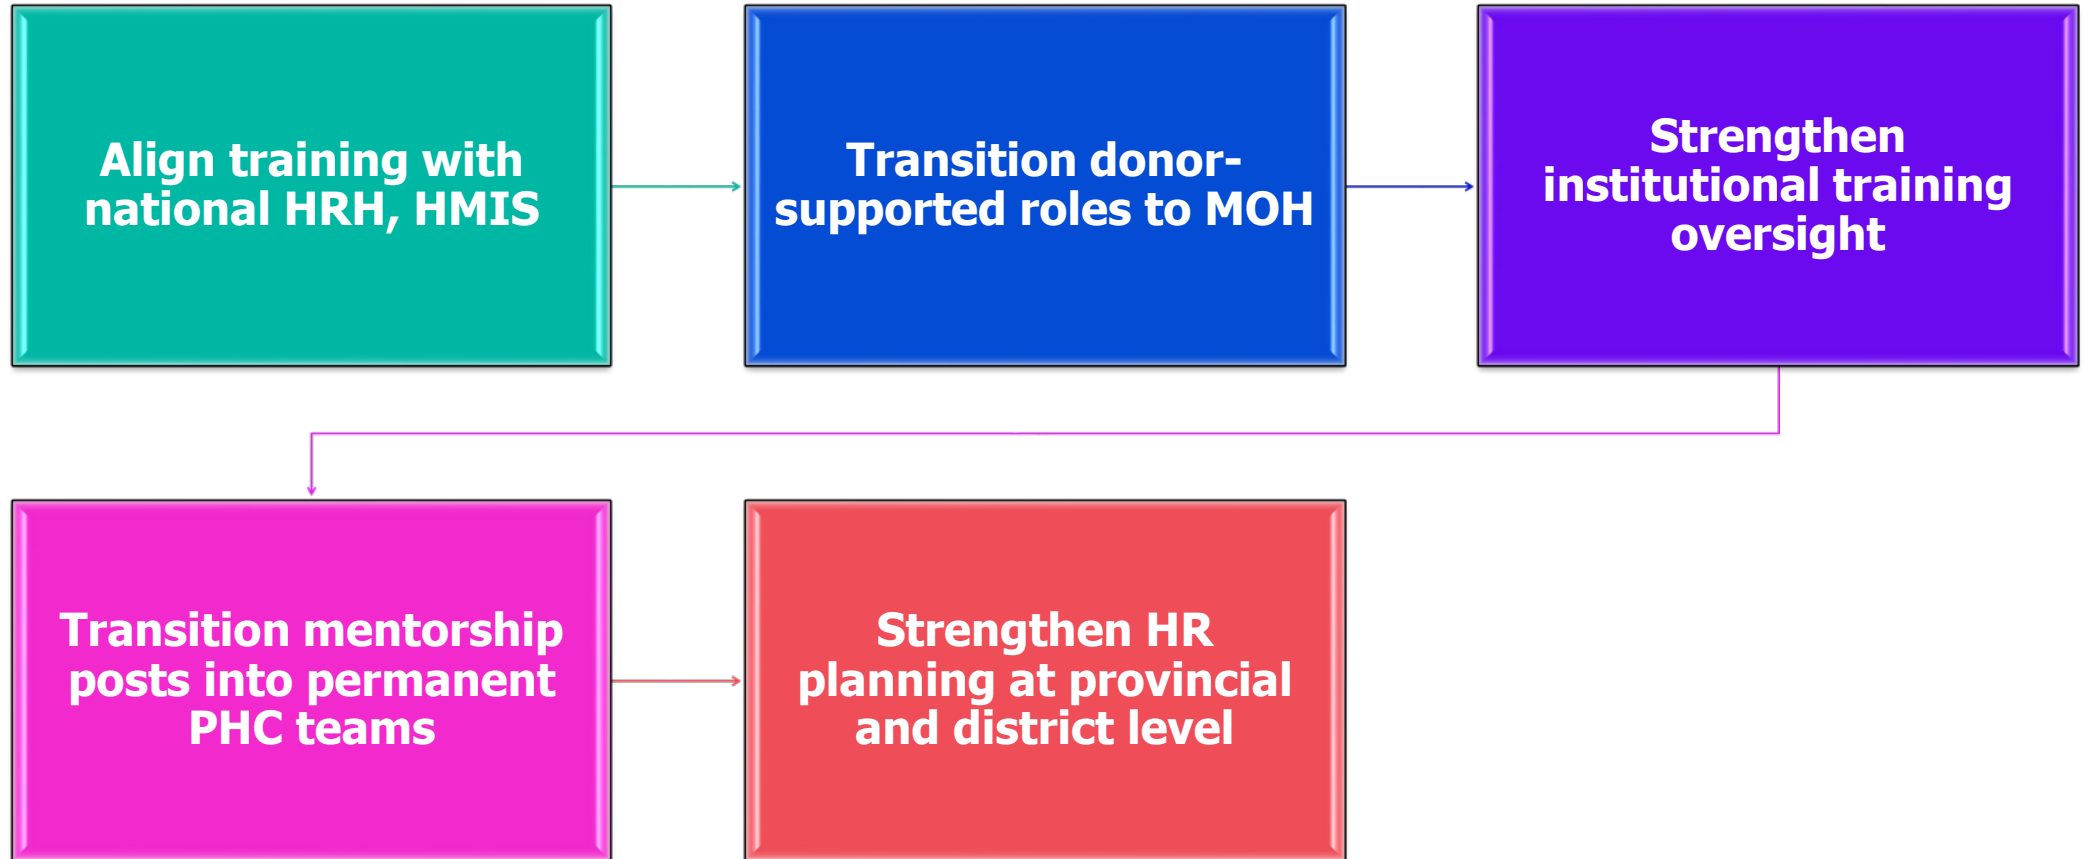 Align training with
national HRH, HMIS
Transition donor-
supported roles to MOH
Strengthen
institutional training
oversight
Transition mentorship
posts into permanent
PHC teams
Strengthen HR
planning at provincial
and district level